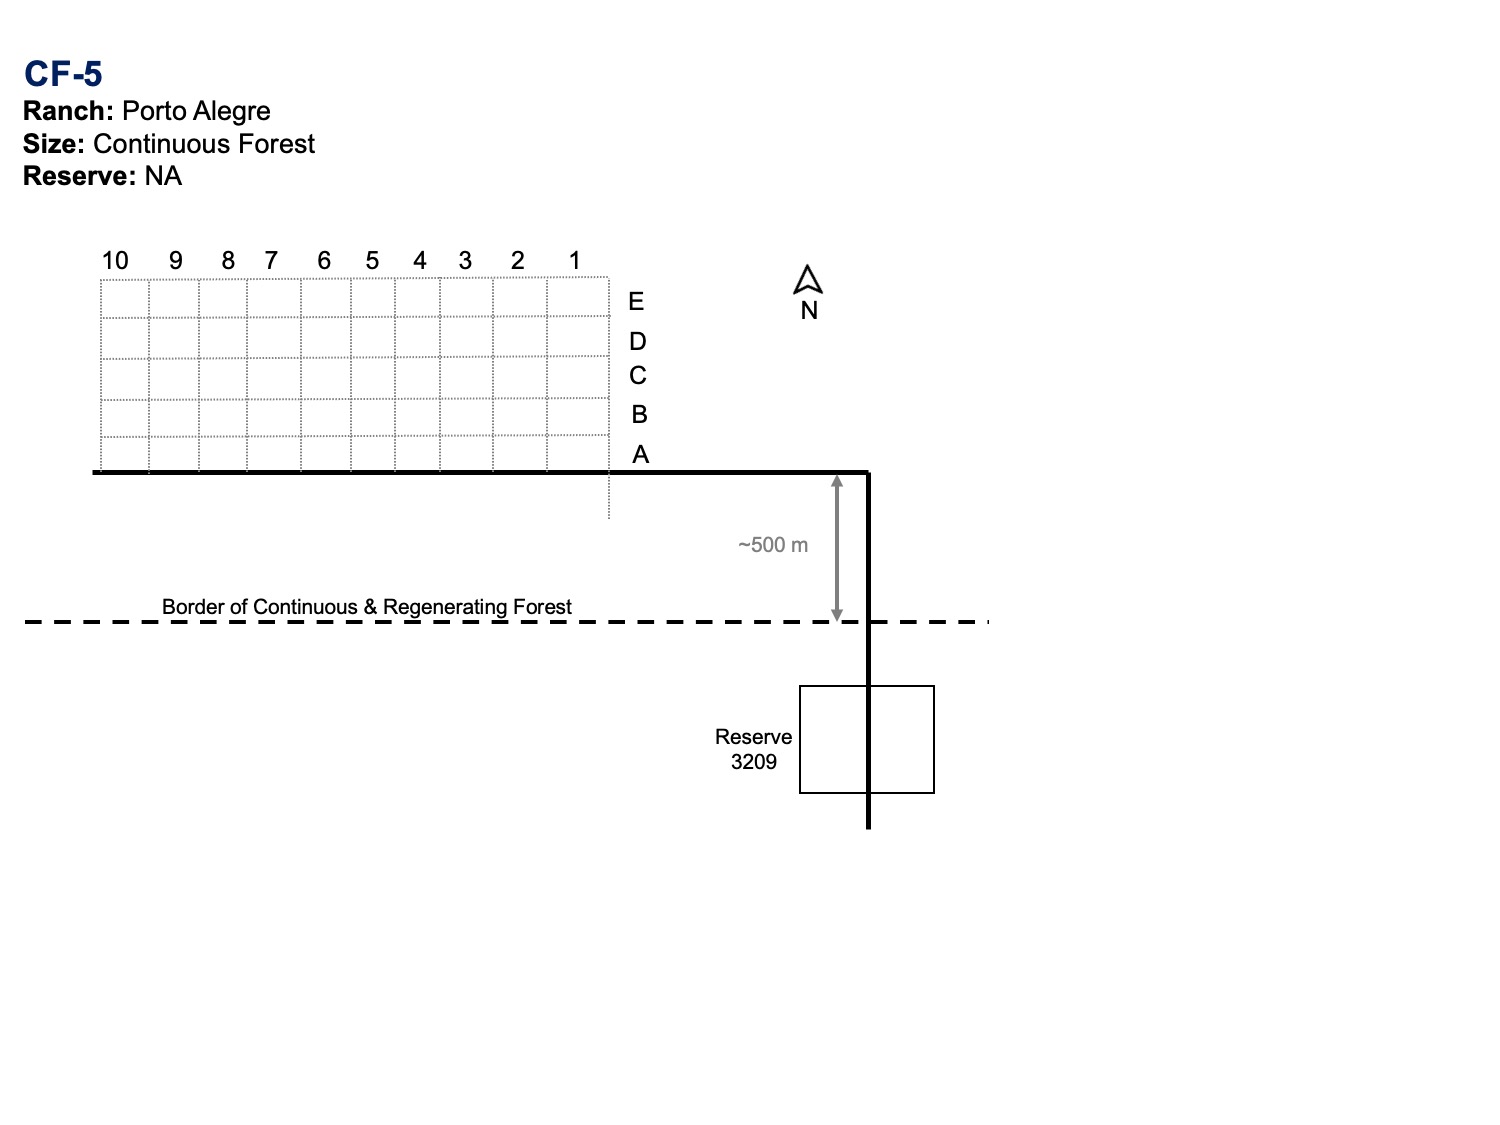 CF-5
Ranch: Porto Alegre
Size: Continuous Forest
Reserve: NA
10 9 8 7 6 5 4 3 2 1
E
N
D
C
B
A
~500 m
Border of Continuous & Regenerating Forest
Reserve
3209